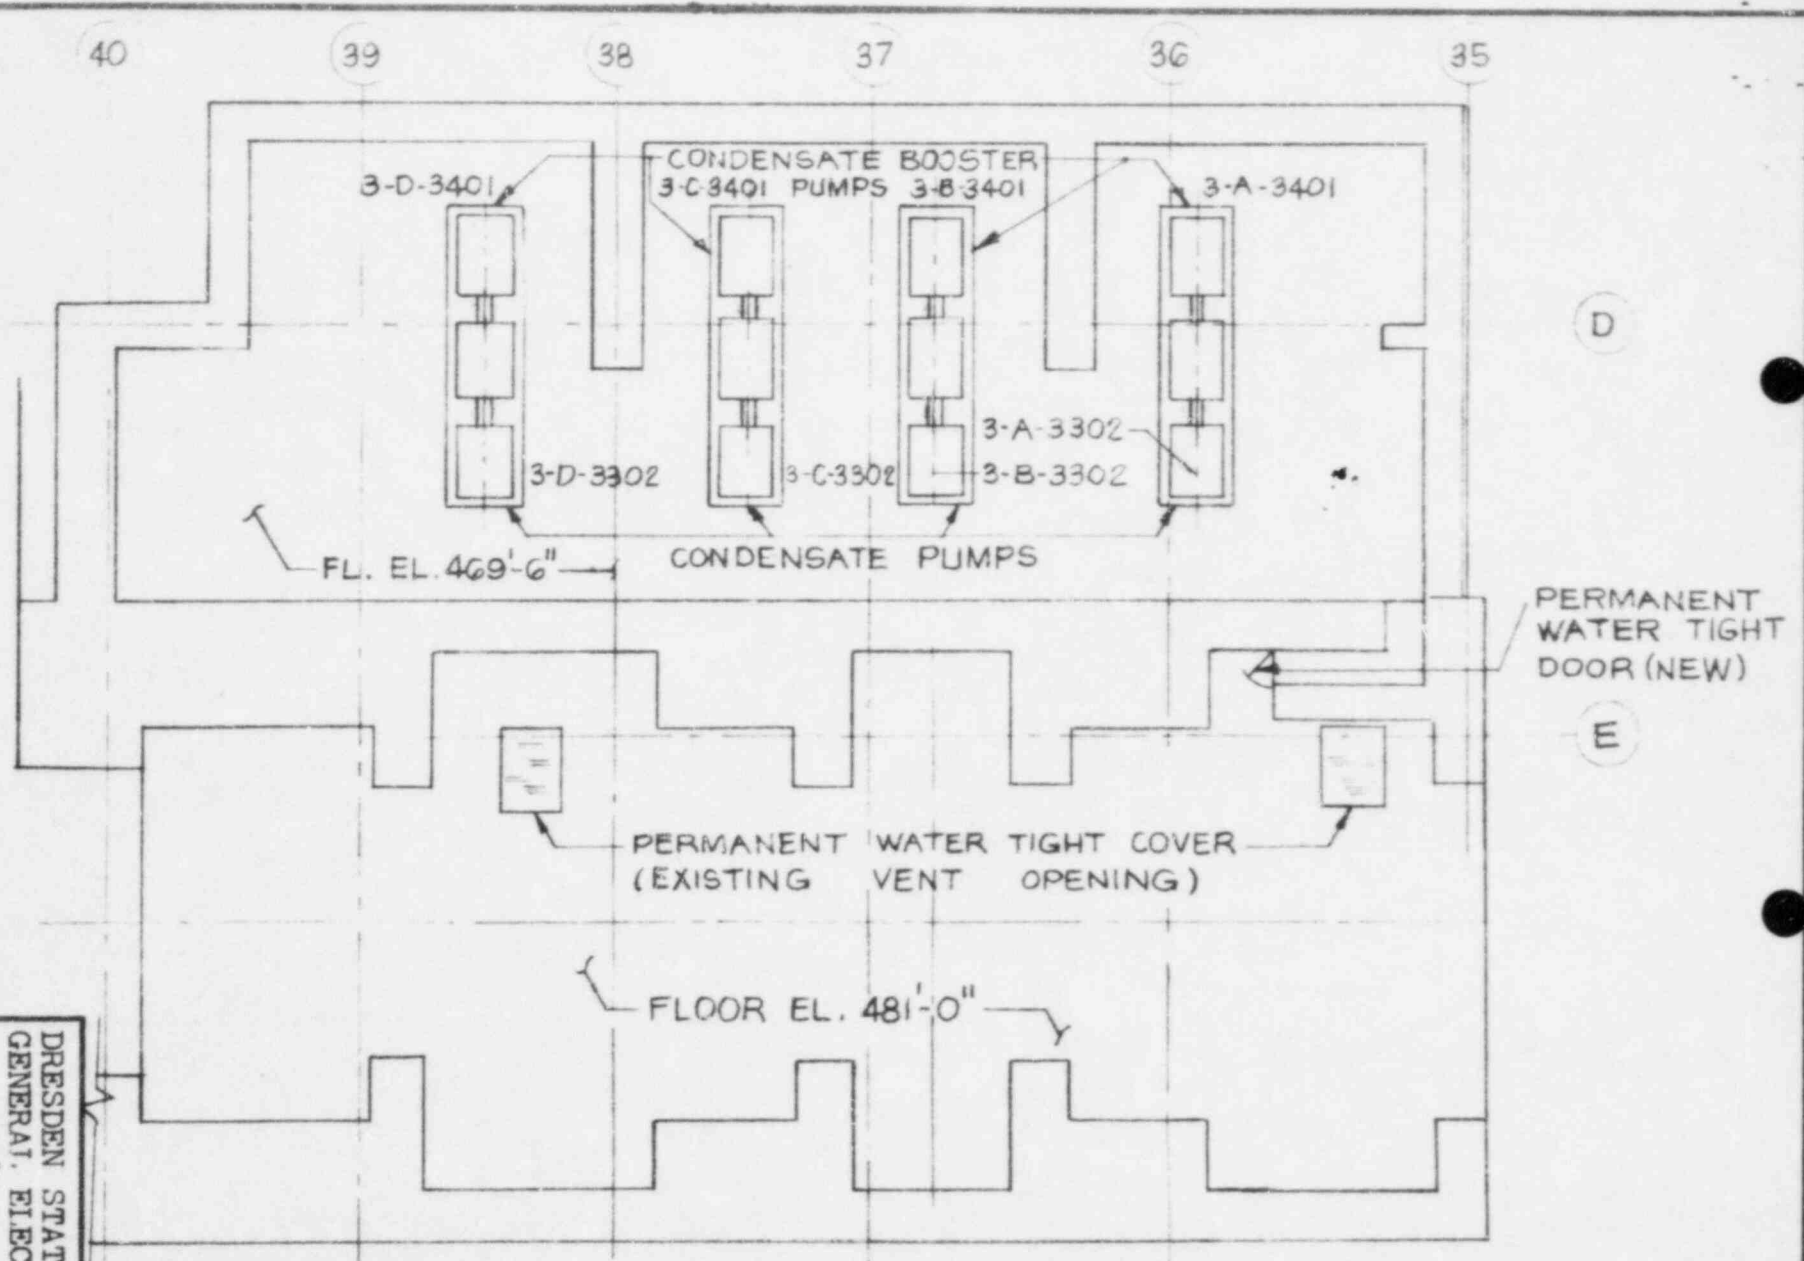 40 39 38 37 36 35
CONDENSATE BOOSTER
3-D-3401 3-C-3401 PUMPS 3-B-3401 3-A-3401
D
3-A-3302
3-D-3302 3-C-3302 3-B-3302
FL. EL. 469'-6" CONDENSATE PUMPS
PERMANENT
WATER TIGHT
DOOR (NEW)
E
PERMANENT WATER TIGHT COVER
(EXISTING VENT OPENING)
FLOOR EL. 481'-0"
DRESDEN STAT
GENERAL ELEC